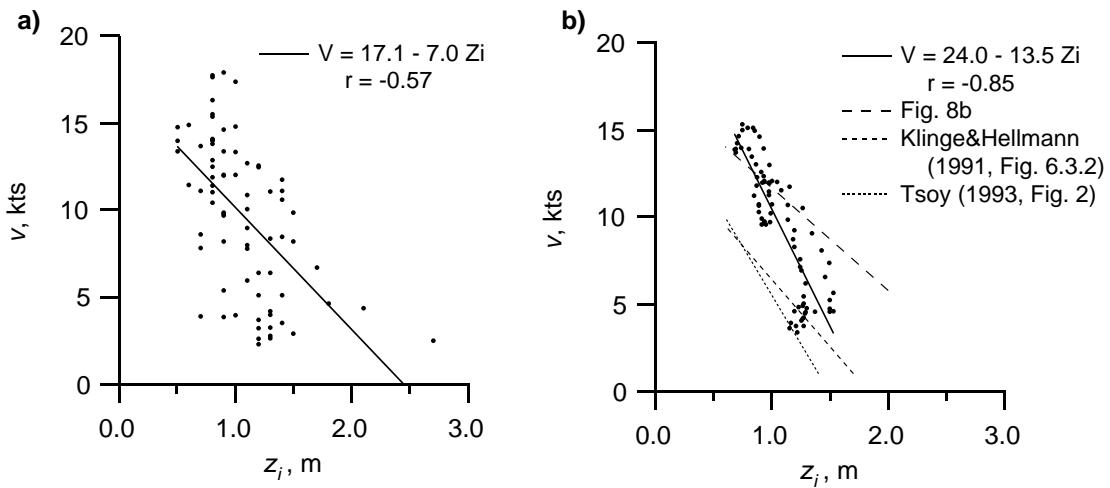 a)
20
15
10
5
0
v, kts
0.0 1.0 2.0 3.0
z_i, m
V = 17.1 - 7.0 Zi
r = -0.57
b)
20
15
10
5
0
v, kts
0.0 1.0 2.0 3.0
z_i, m
V = 24.0 - 13.5 Zi
r = -0.85
Fig. 8b
Klinge&Hellmann
(1991, Fig. 6.3.2)
Tsoy (1993, Fig. 2)